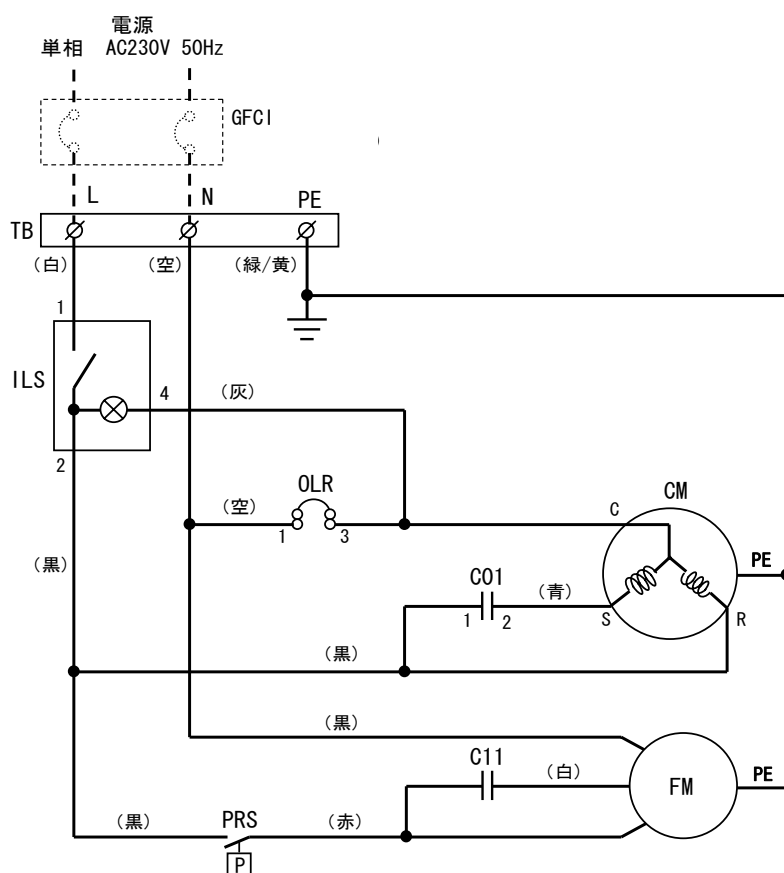 電源
単相 AC230V 50Hz
GFCI
L N PE
TB
(白) (空) (緑/黄)
1
ILS
4 (灰)
2
OLR
CM
(空)
C
1 3
(黒)
PE
C01
(青)
1 2
S R
(黒)
(黒)
C11
(白)
FM
PE
(黒) PRS (赤)
P